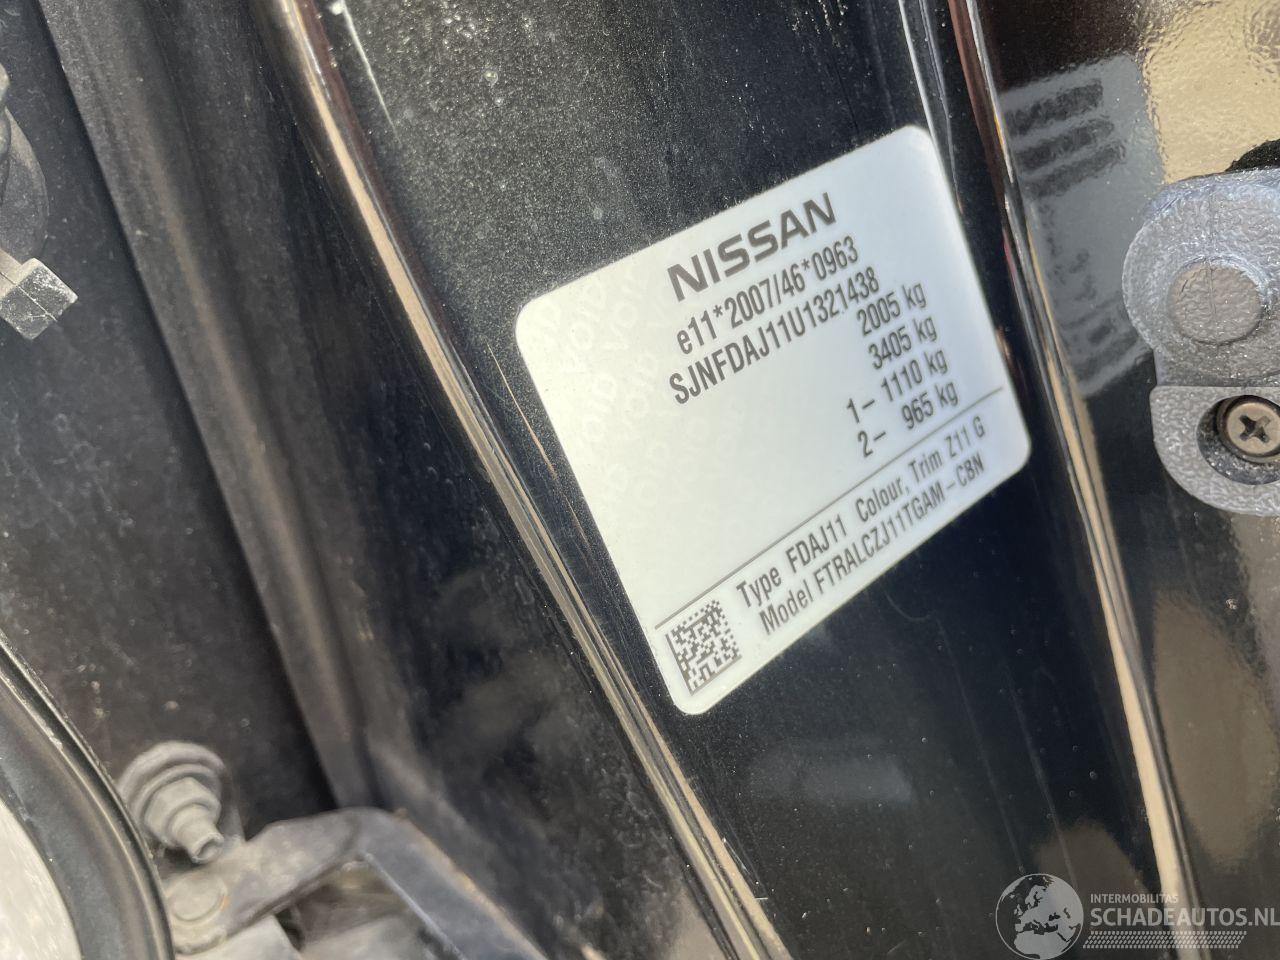 NISSAN
e11*2007/46*0963
SJNFDAJ11U1321438
2005 kg
3405 kg
1– 1110 kg
2– 965 kg
Type FDAJ11 Colour, Trim Z11 G
Model FTRALCZJ11TGAM–CBN
INTERMOBILITAS
SCHADEAUTOS.NL